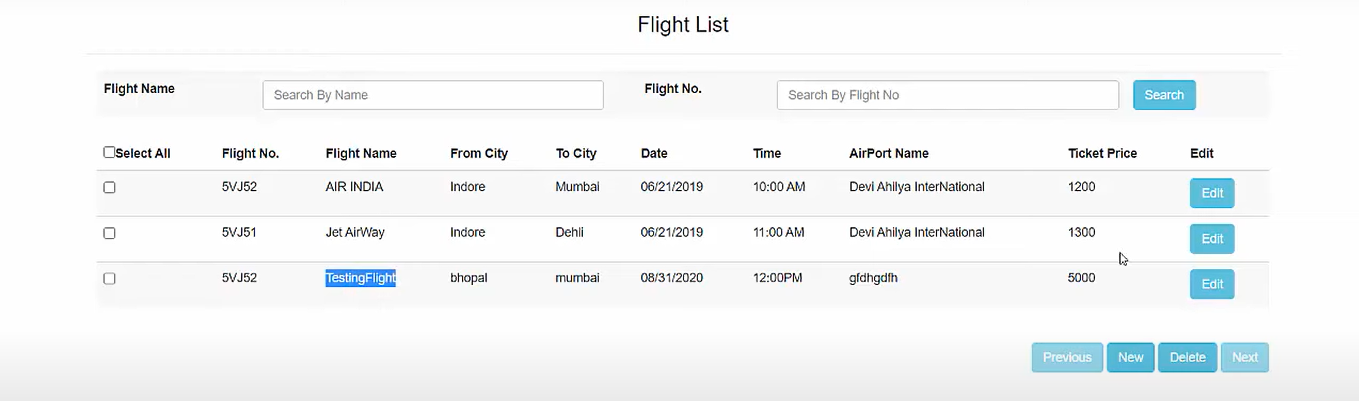 Flight List
Flight Name Search By Name Flight No. Search By Flight No Search
Select All Flight No. Flight Name From City To City Date Time AirPort Name Ticket Price Edit
5VJ52 AIR INDIA Indore Mumbai 06/21/2019 10:00 AM Devi Ahilya InterNational 1200 Edit
5VJ51 Jet AirWay Indore Dehli 06/21/2019 11:00 AM Devi Ahilya InterNational 1300 Edit
5VJ52 TestingFlight bhopal mumbai 08/31/2020 12:00PM gfdhgdfh 5000 Edit
Previous New Delete Next